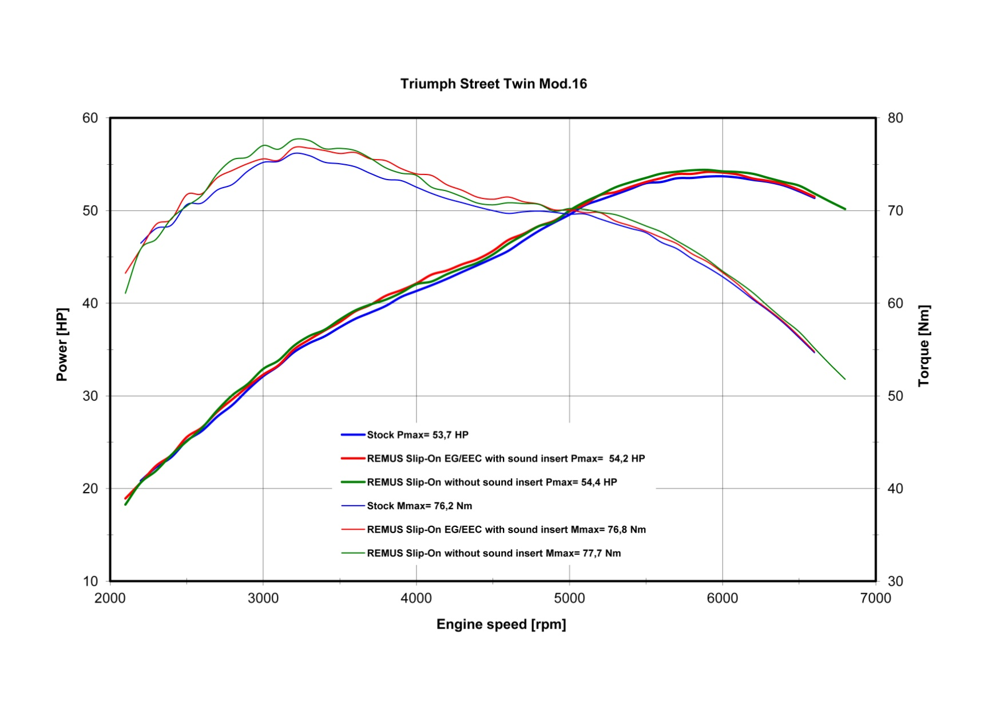 Triumph Street Twin Mod.16
60
50
40
30
20
10
80
70
60
50
40
30
Power [HP]
Torque [Nm]
Stock Pmax= 53,7 HP
REMUS Slip-On EG/EEC with sound insert Pmax=  54,2 HP
REMUS Slip-On without sound insert Pmax= 54,4 HP
Stock Mmax= 76,2 Nm
REMUS Slip-On EG/EEC with sound insert Mmax= 76,8 Nm
REMUS Slip-On without sound insert Mmax= 77,7 Nm
2000 3000 4000 5000 6000 7000
Engine speed [rpm]